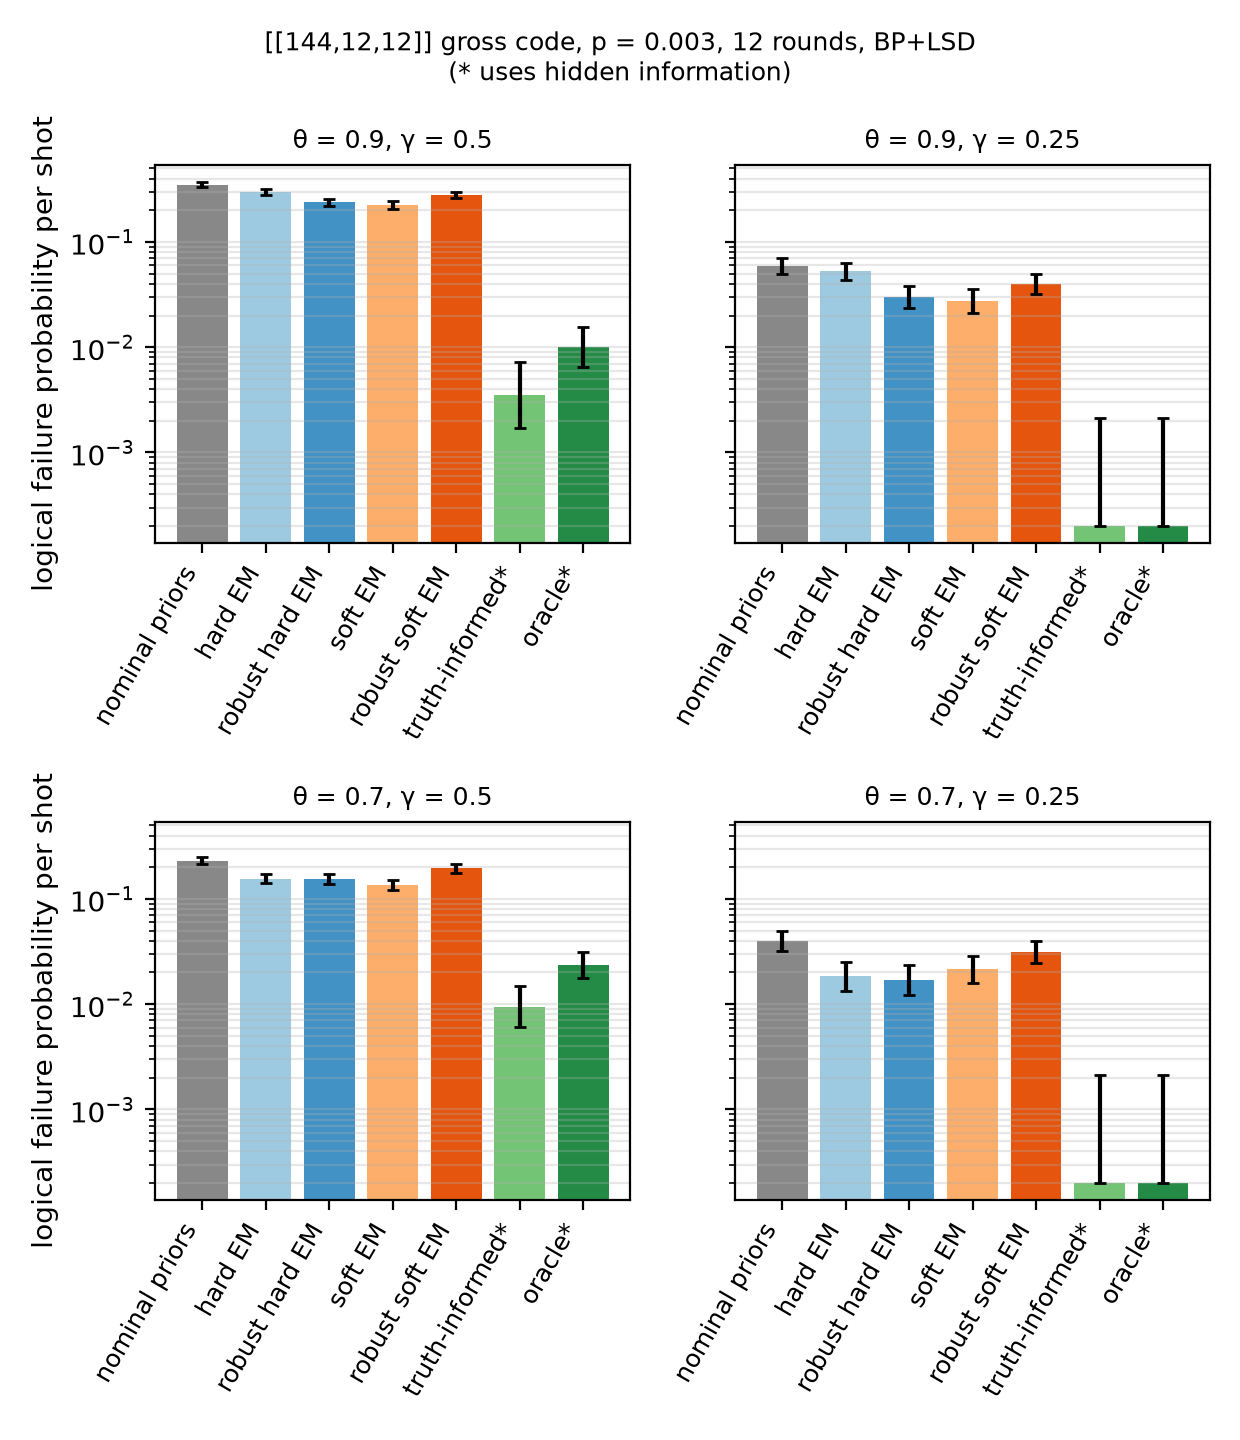 [[144,12,12]] gross code, p = 0.003, 12 rounds, BP+LSD
(* uses hidden information)
θ = 0.9, γ = 0.5
logical failure probability per shot
10⁻¹
10⁻²
10⁻³
nominal priors
hard EM
robust hard EM
soft EM
robust soft EM
truth-informed*
oracle*
θ = 0.9, γ = 0.25
nominal priors
hard EM
robust hard EM
soft EM
robust soft EM
truth-informed*
oracle*
θ = 0.7, γ = 0.5
logical failure probability per shot
10⁻¹
10⁻²
10⁻³
nominal priors
hard EM
robust hard EM
soft EM
robust soft EM
truth-informed*
oracle*
θ = 0.7, γ = 0.25
nominal priors
hard EM
robust hard EM
soft EM
robust soft EM
truth-informed*
oracle*